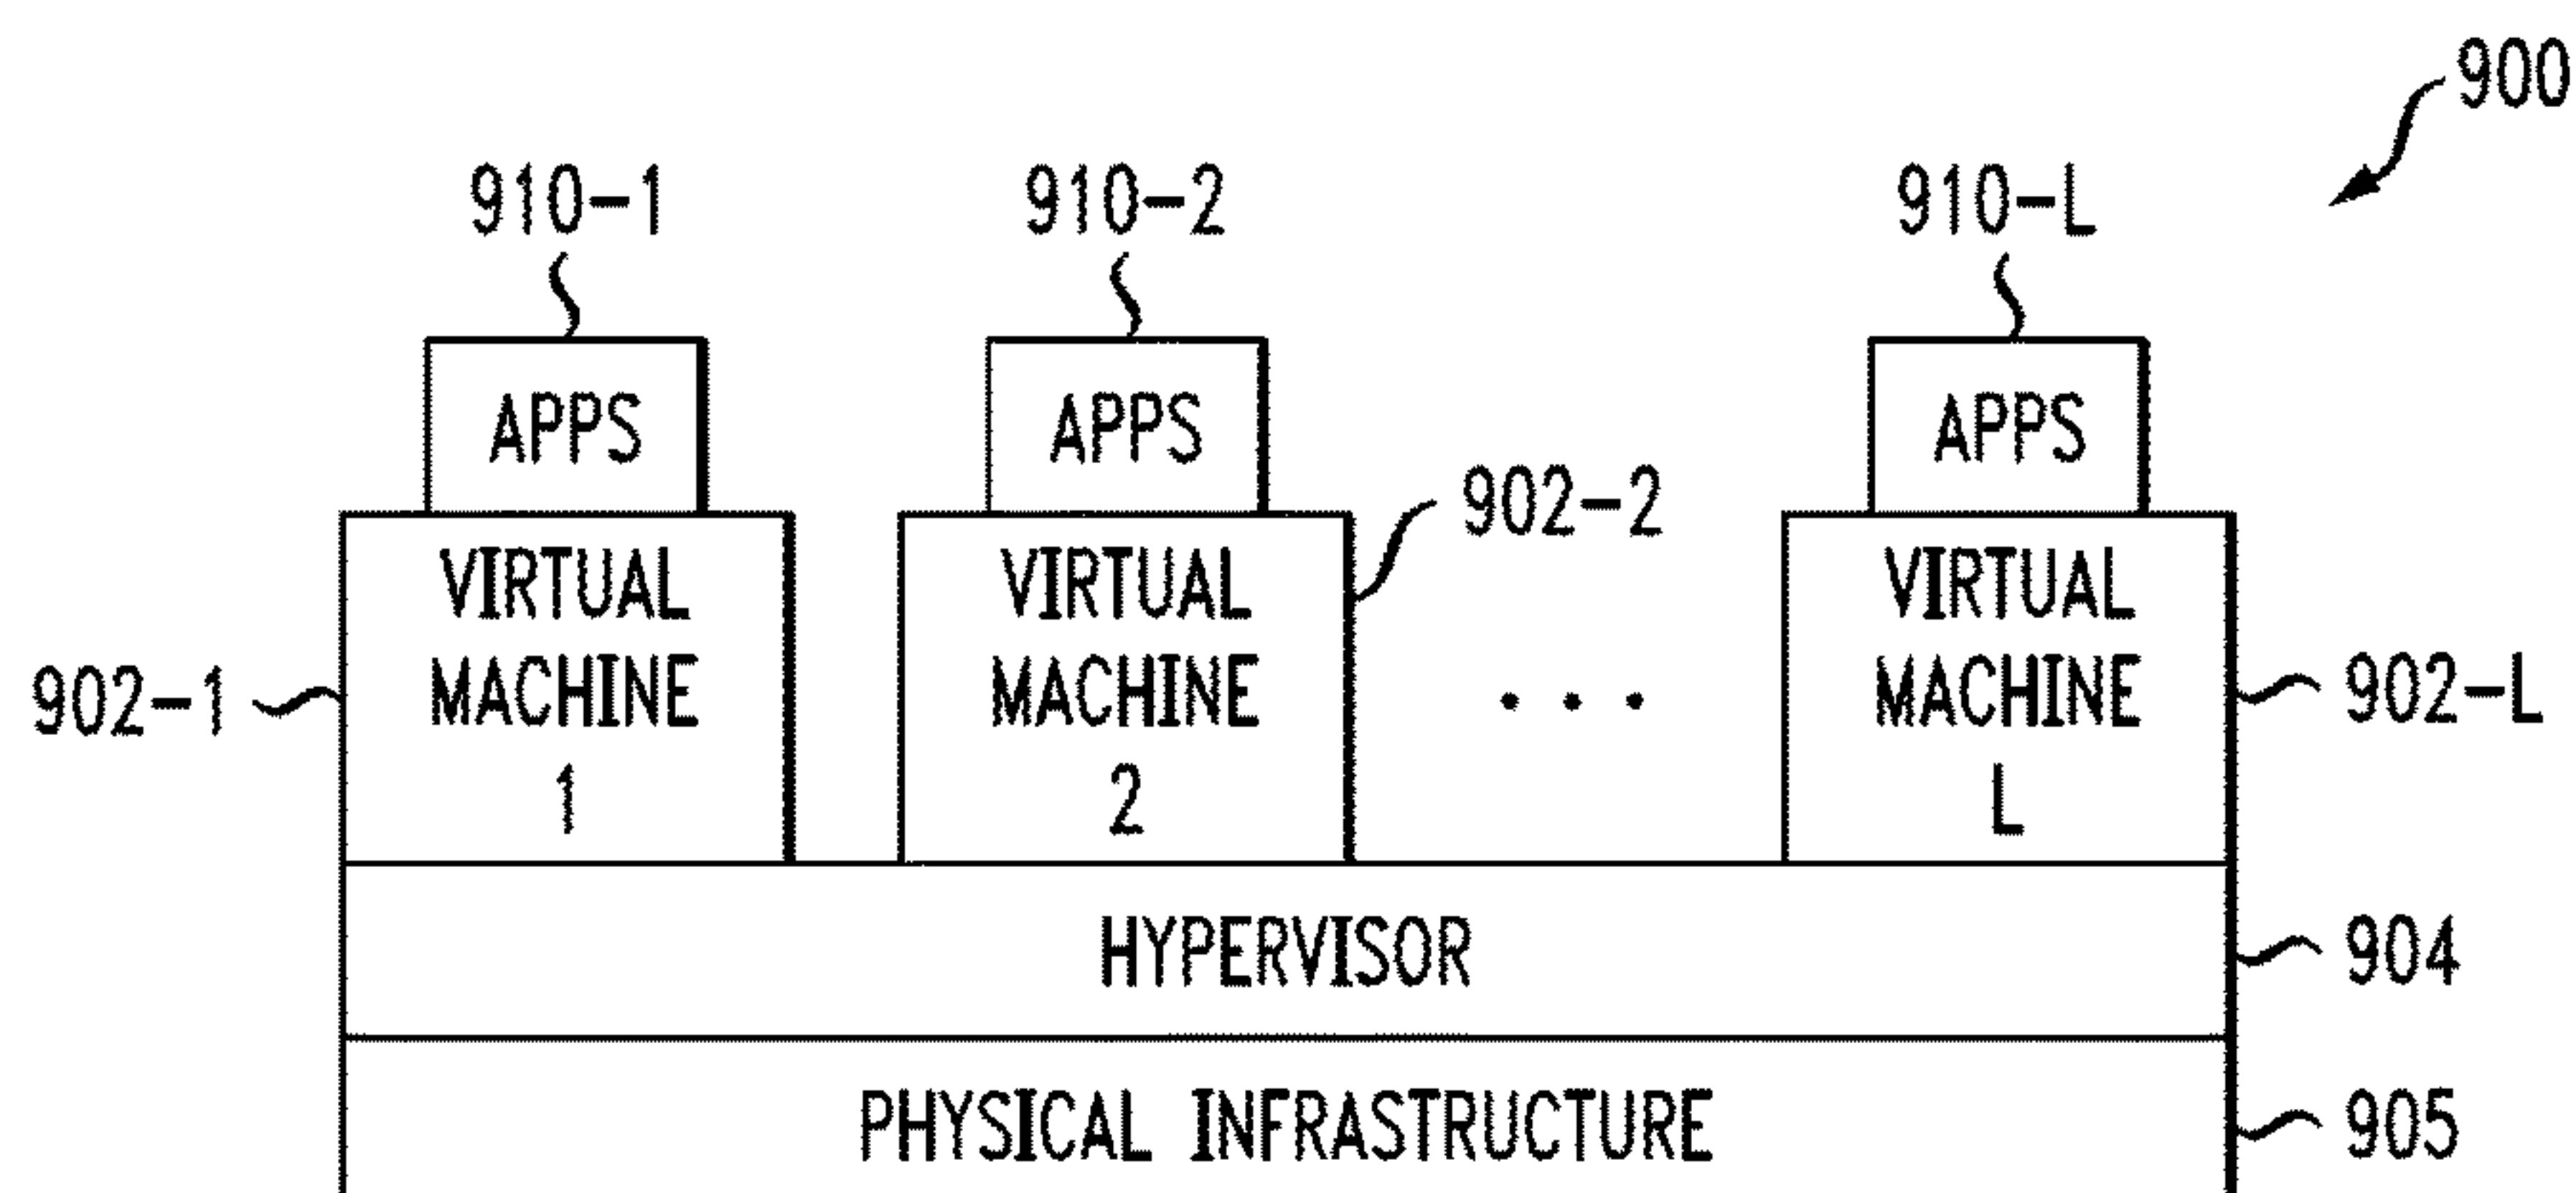 900
910-1
910-2
910-L
APPS
APPS
APPS
902-2
VIRTUAL
MACHINE
1
VIRTUAL
MACHINE
2
VIRTUAL
MACHINE
L
902-1
. . .
902-L
HYPERVISOR
904
PHYSICAL INFRASTRUCTURE
905